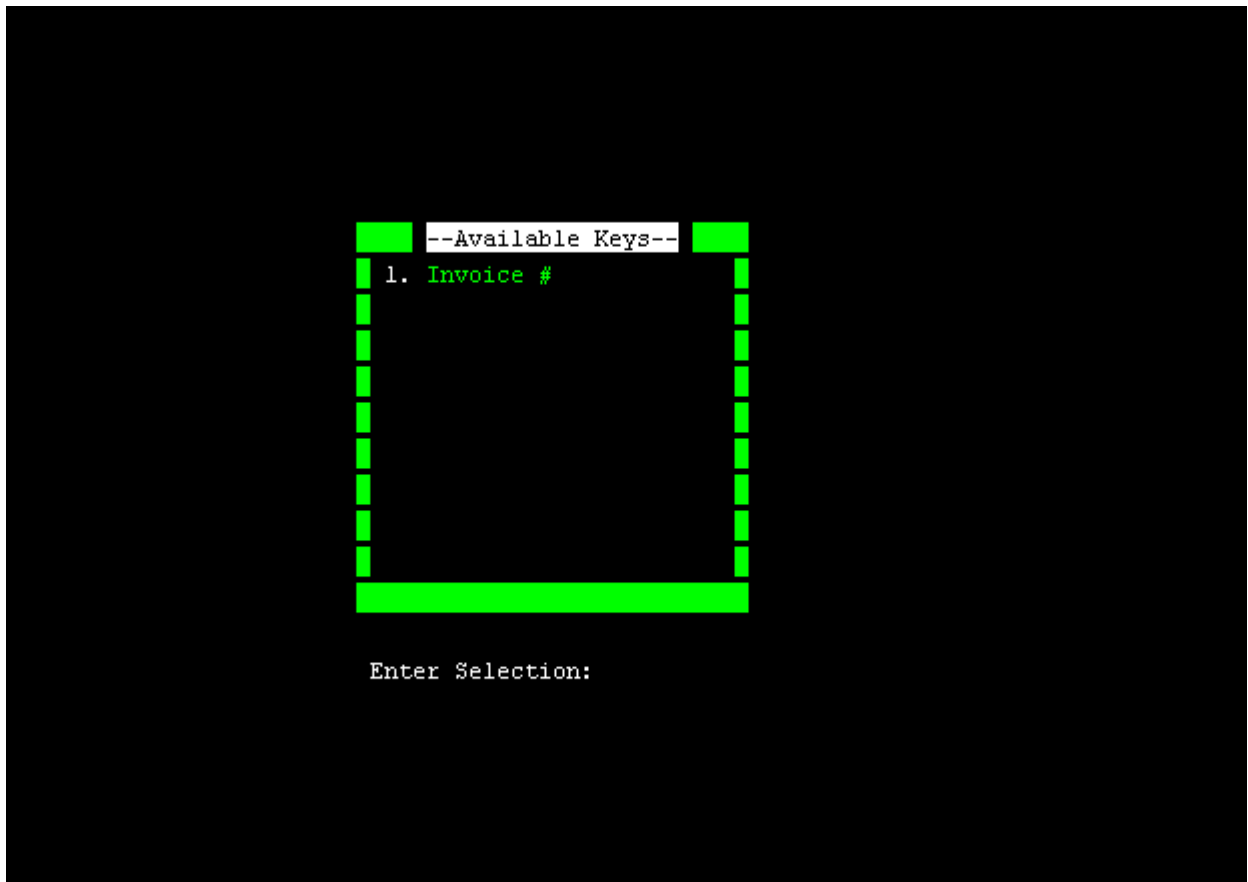 --Available Keys--
1. Invoice #
Enter Selection: